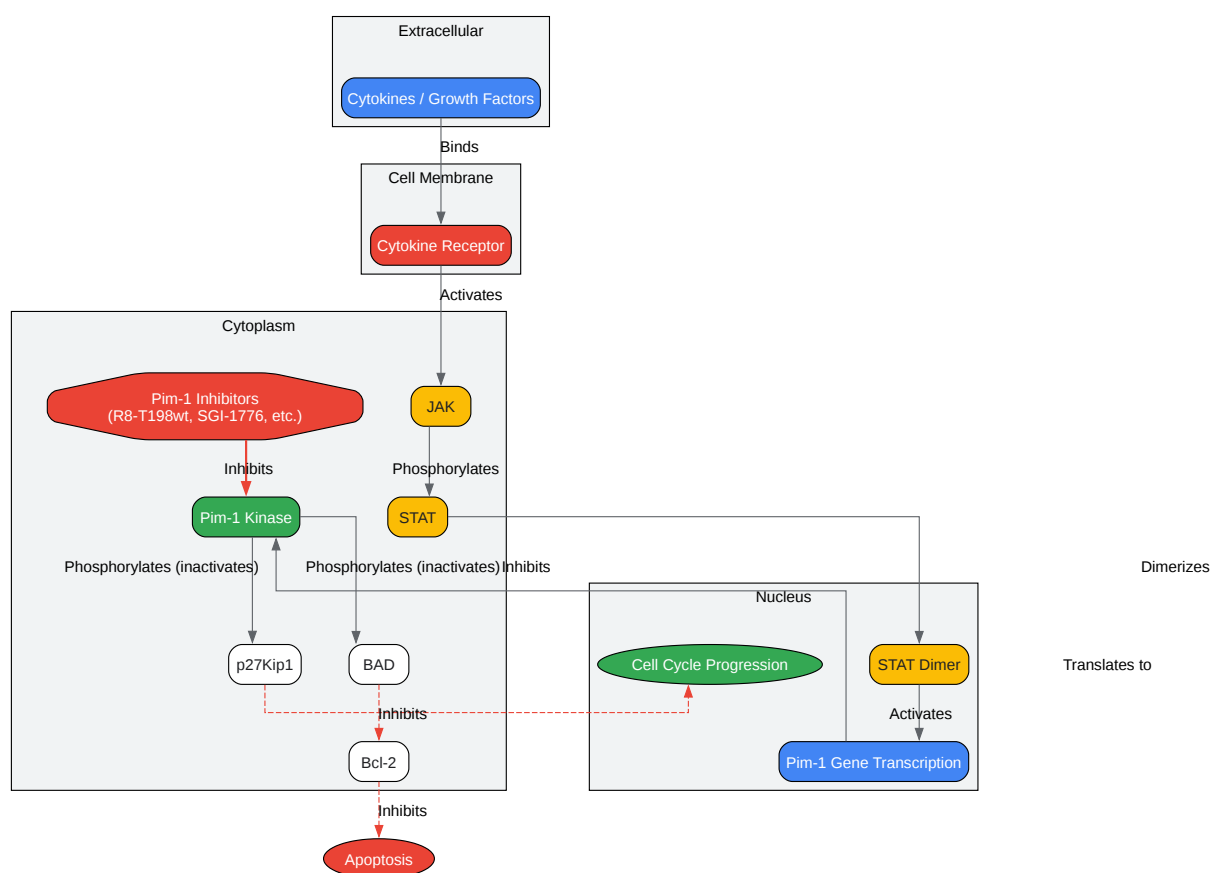 Extracellular
Cytokines / Growth Factors
Binds
Cell Membrane
Cytokine Receptor
Activates
Cytoplasm
Pim-1 Inhibitors
(R8-T198wt, SGI-1776, etc.)
JAK
Inhibits
Phosphorylates
Pim-1 Kinase
STAT
Phosphorylates (inactivates)
Phosphorylates (inactivates)
Inhibits
Dimerizes
Nucleus
p27Kip1
BAD
Cell Cycle Progression
STAT Dimer
Translates to
Inhibits
Activates
Bcl-2
Pim-1 Gene Transcription
Inhibits
Apoptosis